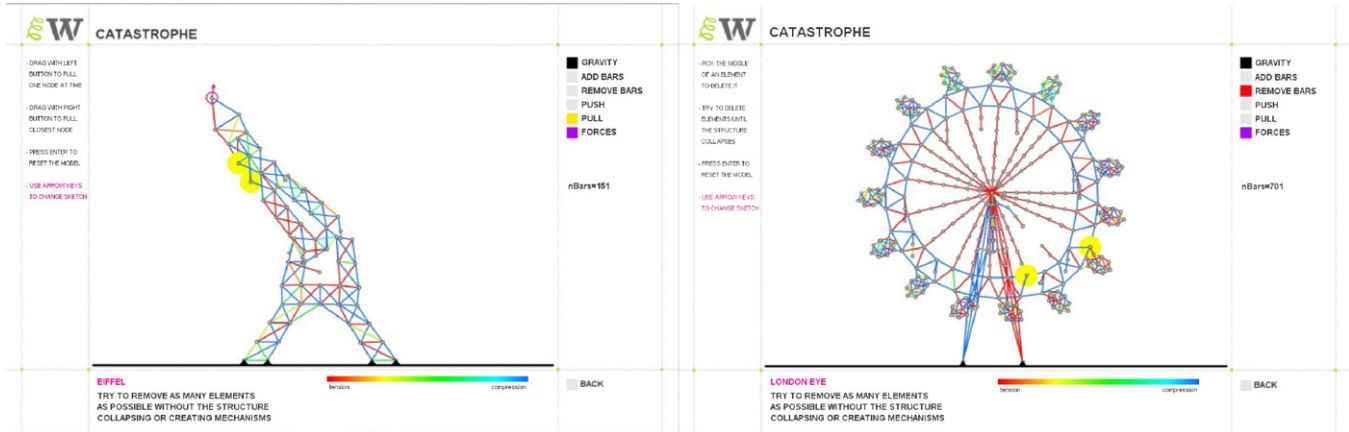 W CATASTROPHE
- DRAG WITH LEFT
BUTTON TO PULL
ONE NODE AT TIME
- DRAG WITH RIGHT
BUTTON TO PULL
CLOSEST NODE
- PRESS ENTER TO
RESET THE MODEL
- USE ARROW KEYS
TO CHANGE SKETCH
GRAVITY
ADD BARS
REMOVE BARS
PUSH
PULL
FORCES
nBars=151
EIFFEL
TRY TO REMOVE AS MANY ELEMENTS
AS POSSIBLE WITHOUT THE STRUCTURE
COLLAPSING OR CREATING MECHANISMS
tension compression
BACK
W CATASTROPHE
- PICK THE MIDDLE
OF AN ELEMENT
TO DELETE IT
- TRY TO DELETE
ELEMENTS UNTIL
THE STRUCTURE
COLLAPSES
- PRESS ENTER TO
RESET THE MODEL
- USE ARROW KEYS
TO CHANGE SKETCH
GRAVITY
ADD BARS
REMOVE BARS
PUSH
PULL
FORCES
nBars=701
LONDON EYE
TRY TO REMOVE AS MANY ELEMENTS
AS POSSIBLE WITHOUT THE STRUCTURE
COLLAPSING OR CREATING MECHANISMS
tension compression
BACK